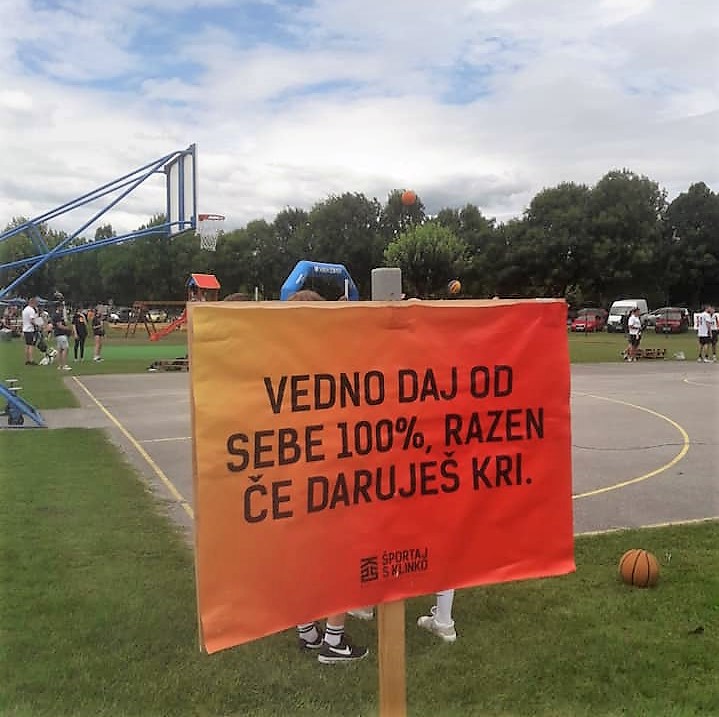 VEDNO DAJ OD
SEBE 100%, RAZEN
ČE DARUJEŠ KRI.
ŠPORTAJ
S KLINKO